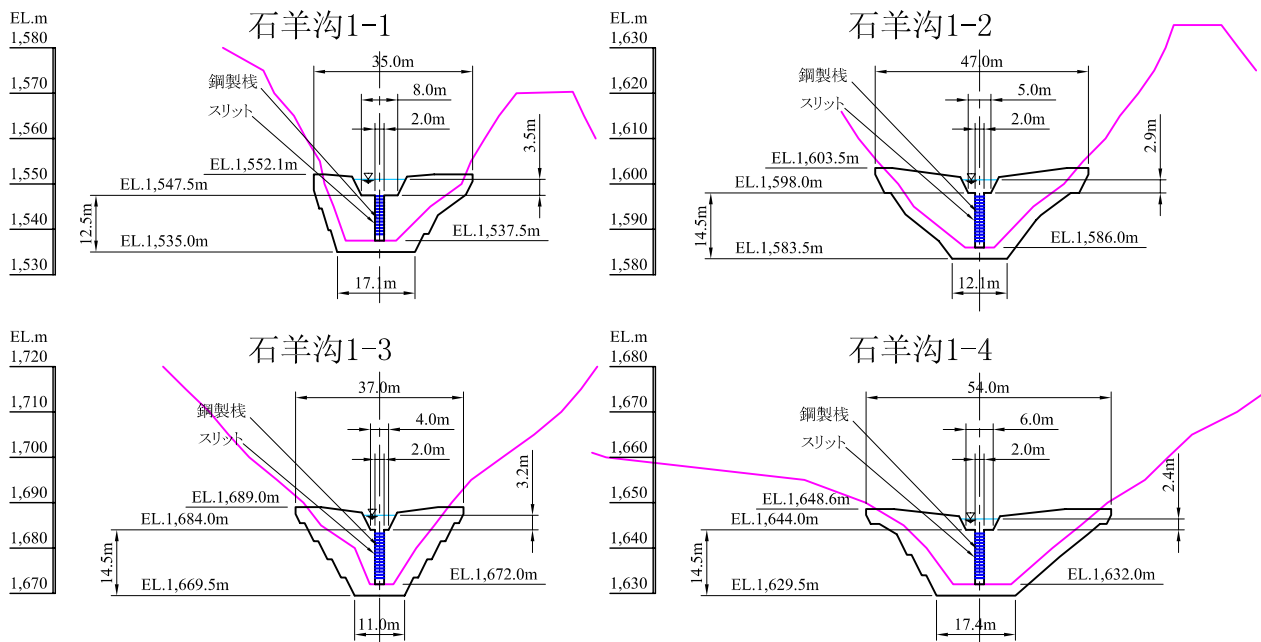 石羊沟1-1
EL.m
1,580
1,570
1,560
1,550
1,540
1,530
35.0m
鋼製桟
スリット
8.0m
2.0m
3.5m
EL.1,552.1m
EL.1,547.5m
12.5m
EL.1,535.0m
EL.1,537.5m
17.1m
石羊沟1-2
EL.m
1,630
1,620
1,610
1,600
1,590
1,580
47.0m
鋼製桟
スリット
5.0m
2.0m
2.9m
EL.1,603.5m
EL.1,598.0m
14.5m
EL.1,583.5m
EL.1,586.0m
12.1m
石羊沟1-3
EL.m
1,720
1,710
1,700
1,690
1,680
1,670
37.0m
鋼製桟
スリット
4.0m
2.0m
3.2m
EL.1,689.0m
EL.1,684.0m
14.5m
EL.1,669.5m
EL.1,672.0m
11.0m
石羊沟1-4
EL.m
1,680
1,670
1,660
1,650
1,640
1,630
54.0m
鋼製桟
スリット
6.0m
2.0m
2.4m
EL.1,648.6m
EL.1,644.0m
14.5m
EL.1,629.5m
EL.1,632.0m
17.4m